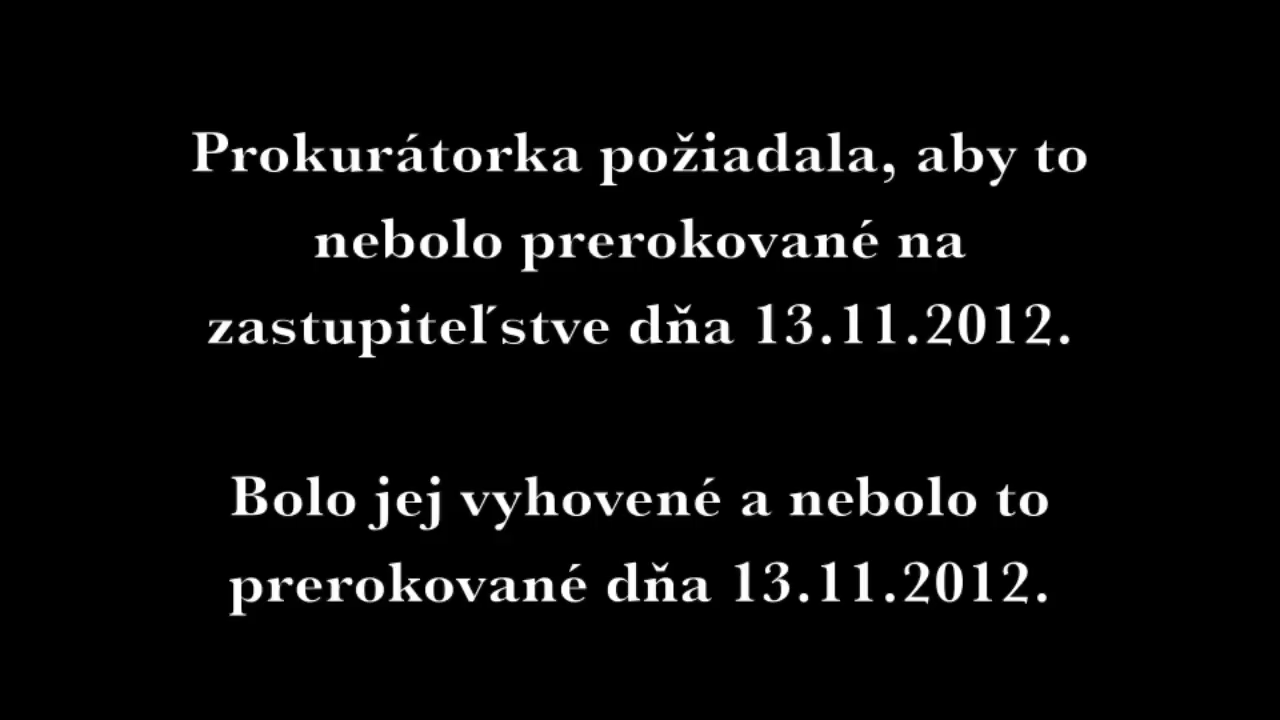 Prokurátorka požiadala, aby to
nebolo prerokované na
zastupiteľstve dňa 13.11.2012.
Bolo jej vyhovené a nebolo to
prerokované dňa 13.11.2012.